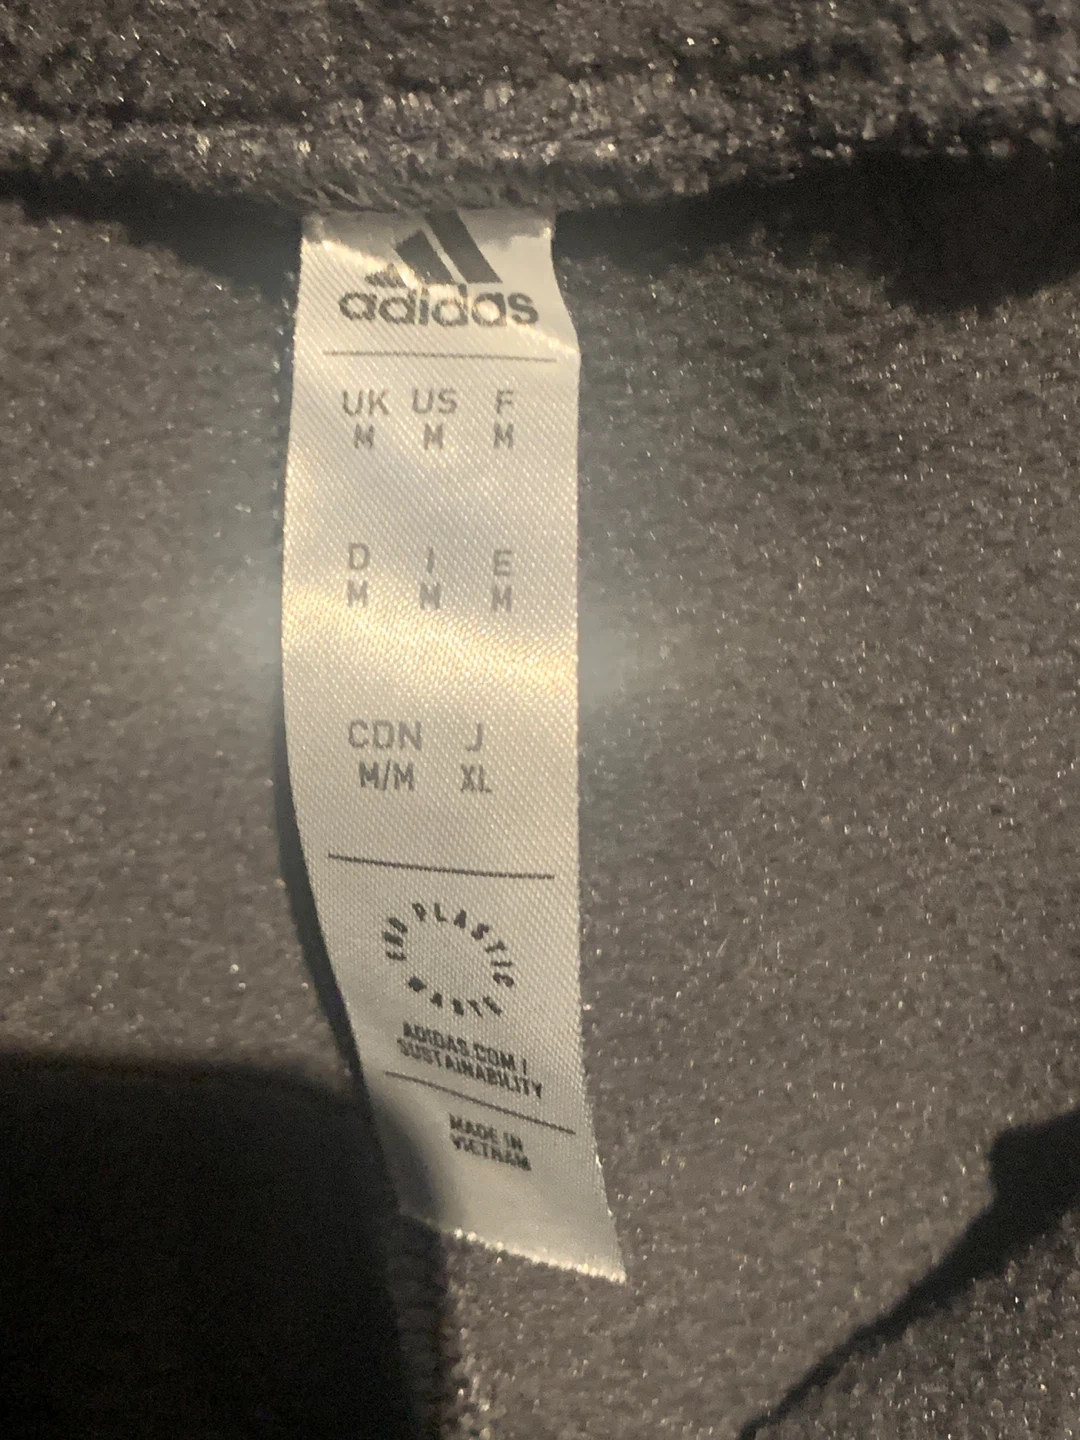 adidas
UK US F
M M M
D I E
M M M
CDN J
M/M XL
END PLASTIC WASTE
ADIDAS.COM/
SUSTAINABILITY
MADE IN
VIETNAM